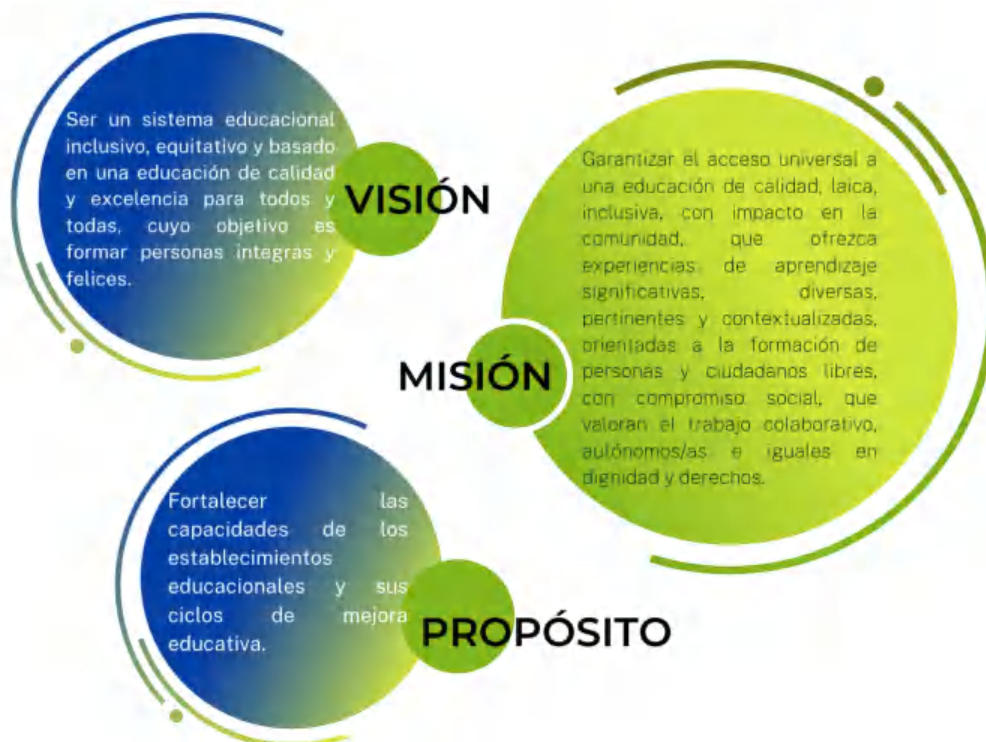 Ser un sistema educacional
inclusivo, equitativo y basado
en una educación de calidad
y excelencia para todos y
todas, cuyo objetivo es
formar personas integras y
felices.
VISIÓN
Garantizar el acceso universal a
una educación de calidad, laica,
inclusiva, con impacto en la
comunidad, que ofrezca
experiencias de aprendizaje
significativas, diversas,
pertinentes y contextualizadas,
orientadas a la formación de
personas y ciudadanos libres,
con compromiso social, que
valoran el trabajo colaborativo,
autónomos/as e iguales en
dignidad y derechos.
MISIÓN
Fortalecer las
capacidades de los
establecimientos
educacionales y sus
ciclos de mejora
educativa.
PROPÓSITO